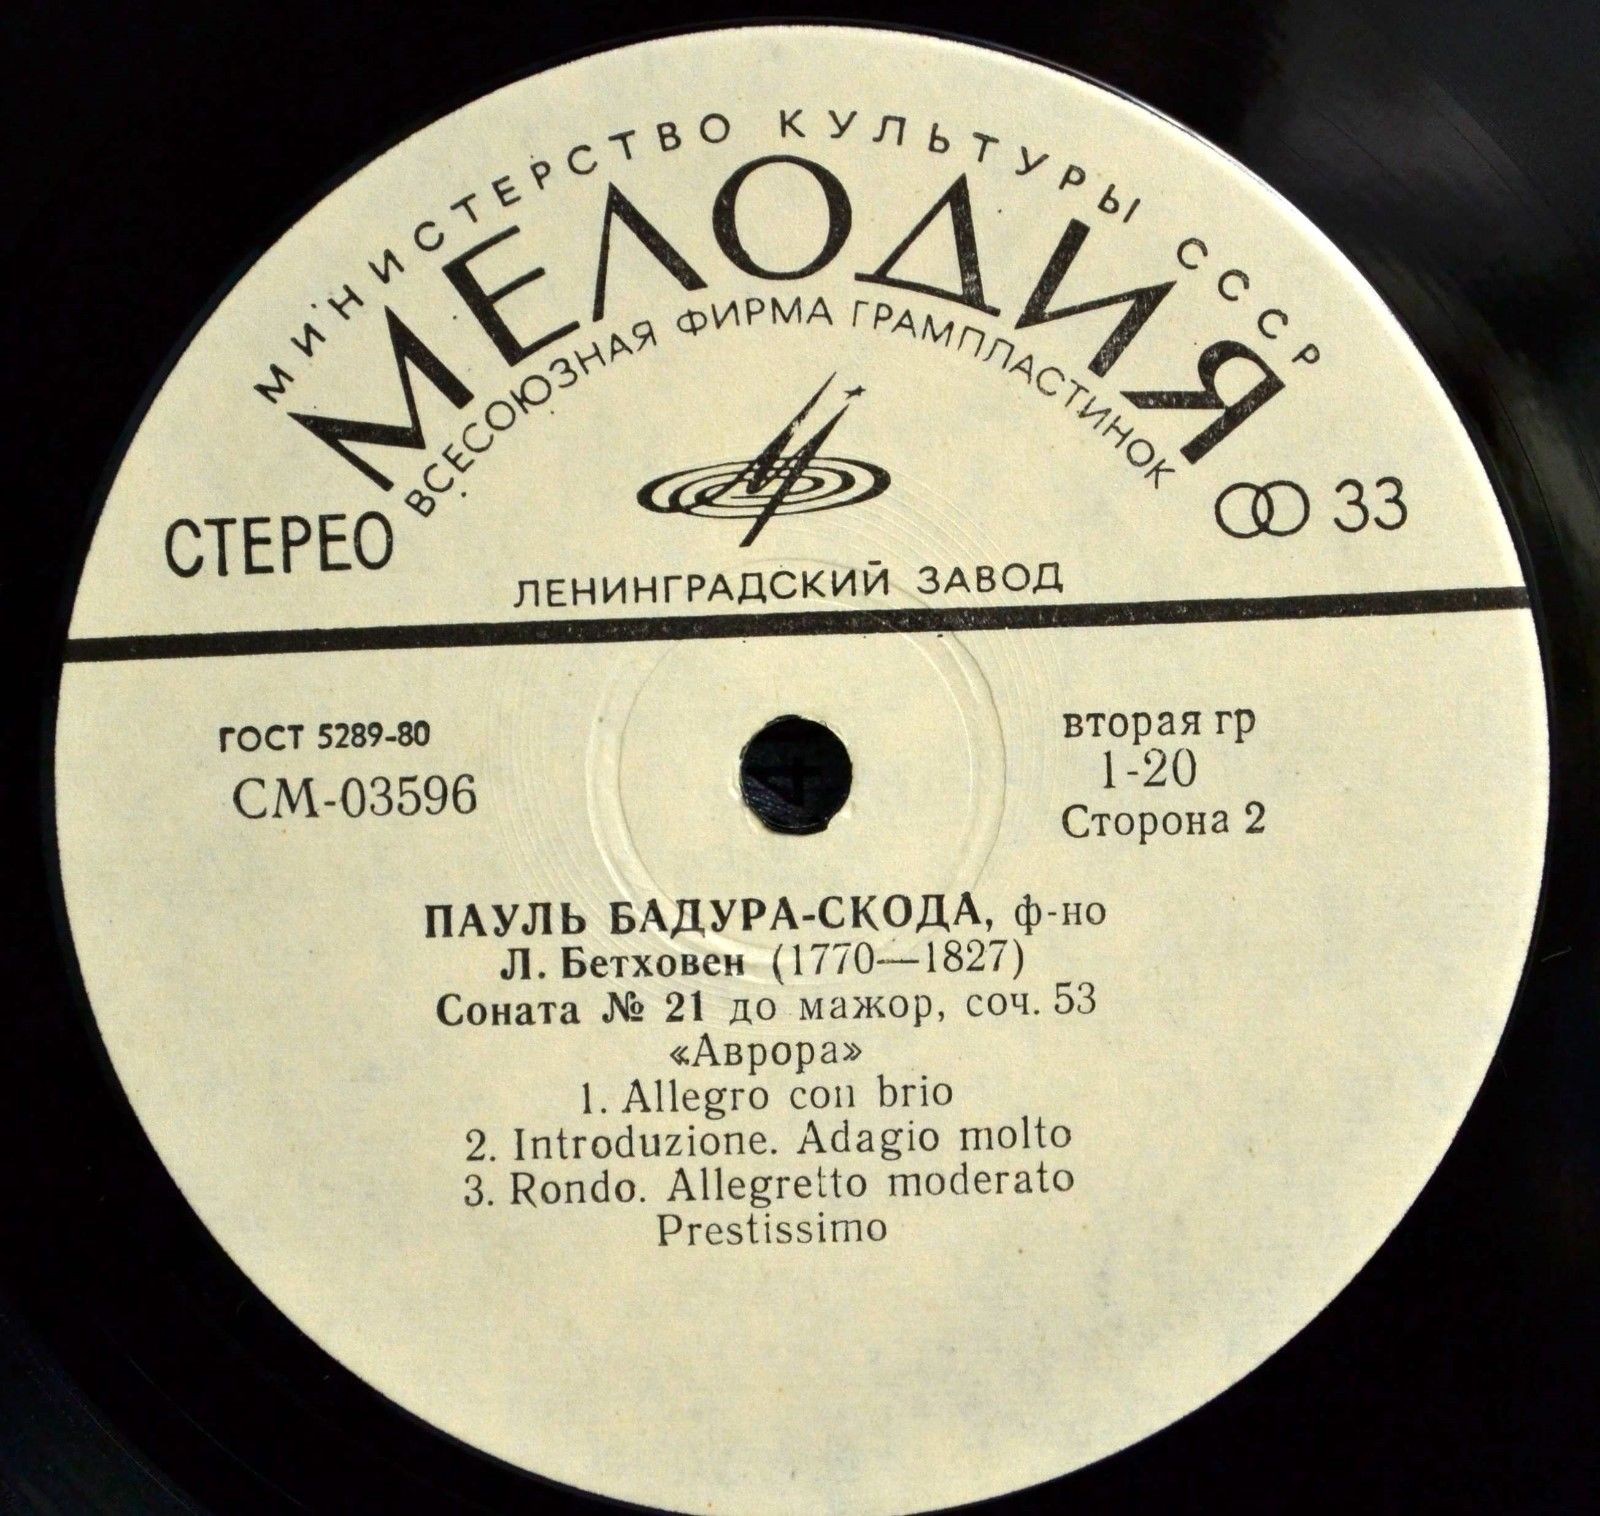 МИНИСТЕРСТВО КУЛЬТУРЫ СССР
МЕЛОДИЯ
ВСЕСОЮЗНАЯ ФИРМА ГРАМПЛАСТИНОК
СТЕРЕО
33
ЛЕНИНГРАДСКИЙ ЗАВОД
ГОСТ 5289-80
СМ-03596
вторая гр
1-20
Сторона 2
ПАУЛЬ БАДУРА-СКОДА, ф-но
Л. Бетховен (1770—1827)
Соната № 21 до мажор, соч. 53
«Аврора»
1. Allegro con brio
2. Introduzione. Adagio molto
3. Rondo. Allegretto moderato
Prestissimo